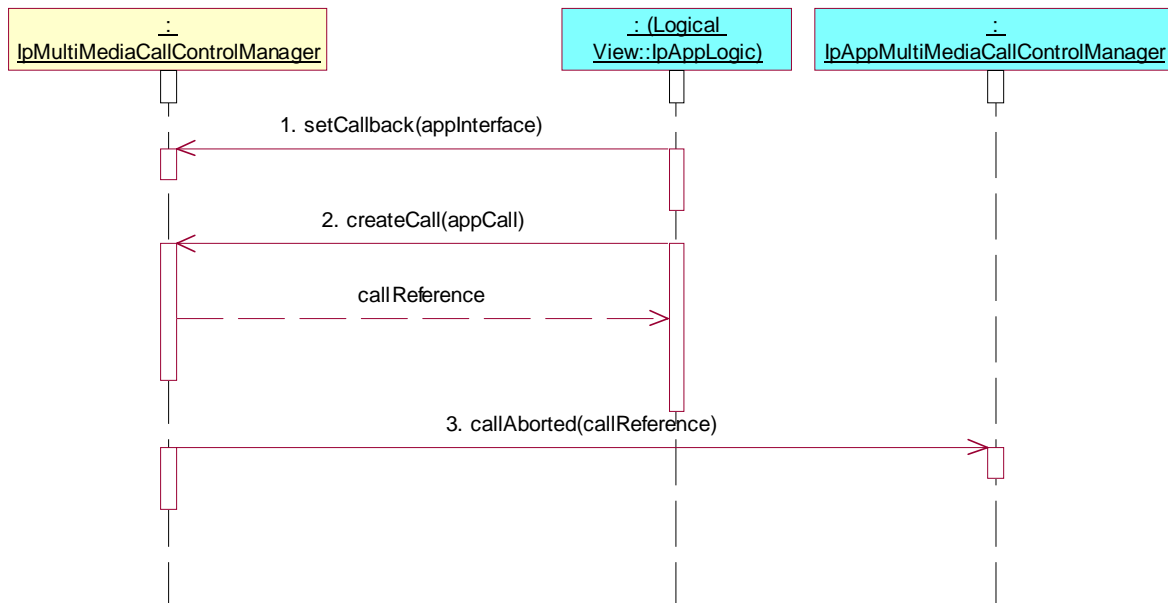 :
IpMultiMediaCallControlManager
: (Logical
View::IpAppLogic)
:
IpAppMultiMediaCallControlManager
1. setCallback(appInterface)
2. createCall(appCall)
callReference
3. callAborted(callReference)